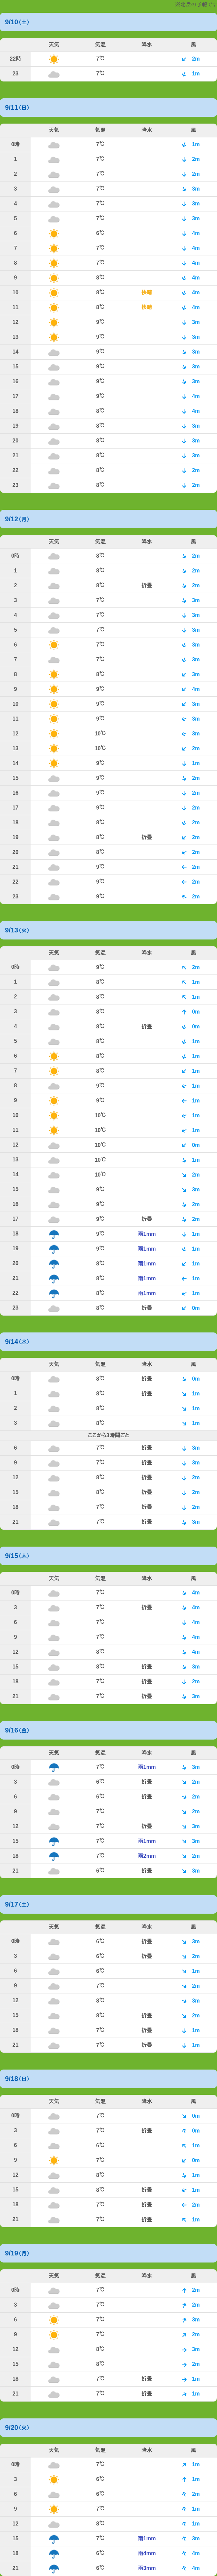 9/10(土)
天気 気温 降水 風
22時 7℃ 2m
23 7℃ 1m
9/11(日)
天気 気温 降水 風
0時 7℃ 1m
1 7℃ 2m
2 7℃ 2m
3 7℃ 3m
4 7℃ 3m
5 7℃ 3m
6 6℃ 4m
7 7℃ 4m
8 7℃ 4m
9 8℃ 4m
10 8℃ 快晴 4m
11 8℃ 快晴 4m
12 9℃ 3m
13 9℃ 3m
14 9℃ 3m
15 9℃ 3m
16 9℃ 3m
17 9℃ 4m
18 8℃ 4m
19 8℃ 3m
20 8℃ 3m
21 8℃ 3m
22 8℃ 2m
23 8℃ 2m
9/12(月)
天気 気温 降水 風
0時 8℃ 2m
1 8℃ 2m
2 8℃ 折畳 2m
3 7℃ 3m
4 7℃ 3m
5 7℃ 3m
6 7℃ 3m
7 7℃ 3m
8 8℃ 3m
9 9℃ 4m
10 9℃ 3m
11 9℃ 3m
12 10℃ 3m
13 10℃ 2m
14 9℃ 1m
15 9℃ 2m
16 9℃ 2m
17 9℃ 2m
18 8℃ 2m
19 8℃ 折畳 2m
20 8℃ 2m
21 9℃ 2m
22 9℃ 2m
23 9℃ 2m
9/13(火)
天気 気温 降水 風
0時 9℃ 2m
1 8℃ 1m
2 8℃ 1m
3 8℃ 0m
4 8℃ 折畳 0m
5 8℃ 1m
6 8℃ 1m
7 8℃ 1m
8 9℃ 1m
9 9℃ 1m
10 10℃ 1m
11 10℃ 1m
12 10℃ 0m
13 10℃ 1m
14 10℃ 2m
15 9℃ 3m
16 9℃ 2m
17 9℃ 折畳 2m
18 9℃ 雨1mm 1m
19 9℃ 雨1mm 1m
20 8℃ 雨1mm 1m
21 8℃ 雨1mm 1m
22 8℃ 雨1mm 1m
23 8℃ 折畳 0m
9/14(水)
天気 気温 降水 風
0時 8℃ 折畳 0m
1 8℃ 折畳 1m
2 8℃ 1m
3 8℃ 1m
ここから3時間ごと
6 7℃ 折畳 3m
9 7℃ 折畳 3m
12 8℃ 折畳 2m
15 8℃ 折畳 2m
18 7℃ 折畳 2m
21 7℃ 折畳 3m
9/15(木)
天気 気温 降水 風
0時 7℃ 4m
3 7℃ 折畳 4m
6 7℃ 4m
9 7℃ 4m
12 8℃ 4m
15 8℃ 折畳 3m
18 7℃ 折畳 2m
21 7℃ 折畳 3m
9/16(金)
天気 気温 降水 風
0時 7℃ 雨1mm 3m
3 6℃ 折畳 2m
6 6℃ 折畳 2m
9 7℃ 2m
12 7℃ 折畳 3m
15 7℃ 雨1mm 3m
18 6℃ 雨2mm 2m
21 6℃ 折畳 3m
9/17(土)
天気 気温 降水 風
0時 6℃ 折畳 3m
3 6℃ 折畳 2m
6 6℃ 1m
9 7℃ 2m
12 8℃ 3m
15 8℃ 折畳 2m
18 7℃ 折畳 1m
21 7℃ 折畳 1m
9/18(日)
天気 気温 降水 風
0時 7℃ 0m
3 7℃ 折畳 0m
6 6℃ 1m
9 7℃ 0m
12 8℃ 1m
15 8℃ 折畳 1m
18 7℃ 折畳 2m
21 7℃ 折畳 1m
9/19(月)
天気 気温 降水 風
0時 7℃ 2m
3 7℃ 2m
6 7℃ 3m
9 7℃ 2m
12 8℃ 3m
15 8℃ 2m
18 7℃ 折畳 1m
21 7℃ 折畳 1m
9/20(火)
天気 気温 降水 風
0時 7℃ 1m
3 6℃ 1m
6 6℃ 2m
9 7℃ 1m
12 8℃ 1m
15 7℃ 雨1mm 3m
18 6℃ 雨4mm 4m
21 6℃ 雨3mm 4m